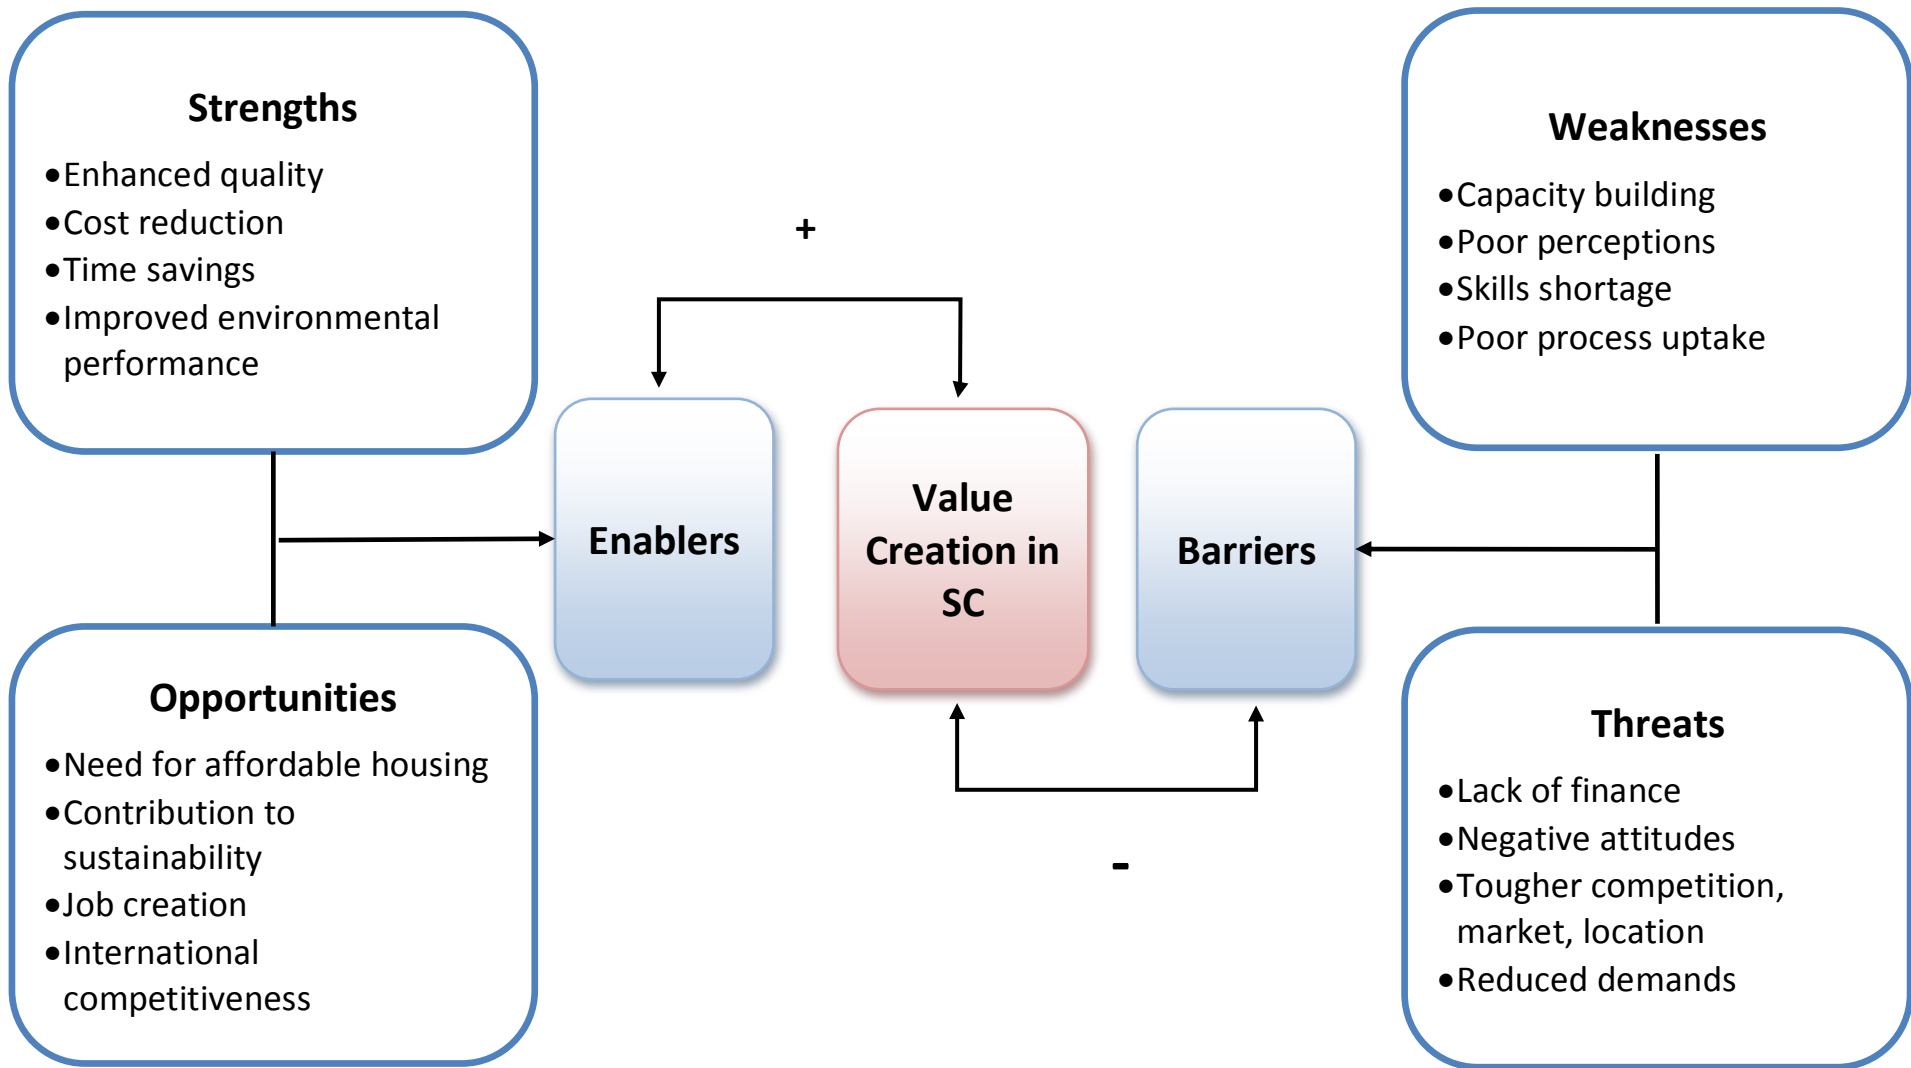 Strengths
•Enhanced quality
•Cost reduction
•Time savings
•Improved environmental
performance
Opportunities
•Need for affordable housing
•Contribution to
sustainability
•Job creation
•International
competitiveness
+
Enablers
Value
Creation in
SC
Barriers
-
Weaknesses
•Capacity building
•Poor perceptions
•Skills shortage
•Poor process uptake
Threats
•Lack of finance
•Negative attitudes
•Tougher competition,
market, location
•Reduced demands